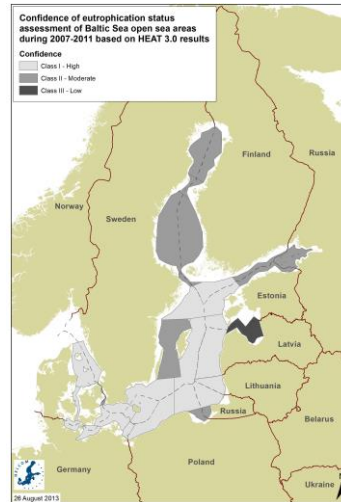 Confidence of eutrophication status
assessment of Baltic Sea open sea areas
during 2007-2011 based on HEAT 3.0 results
Confidence
Class I - High
Class II - Moderate
Class III - Low
Finland
Russia
Norway
Sweden
Estonia
Latvia
Lithuania
Russia
Belarus
Germany
Poland
Ukraine
HELCOM
26 August 2013